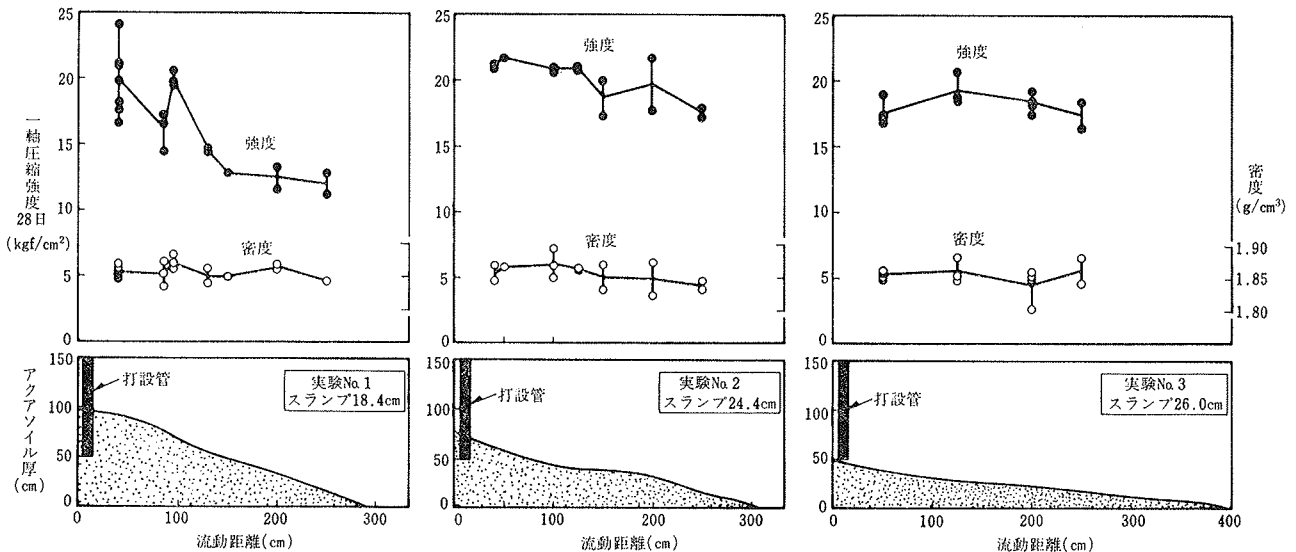 一軸圧縮強度
28日
(kgf/cm²)
25
20
15
10
5
0
強度
密度
25
20
15
10
5
0
強度
密度
25
20
15
10
5
0
強度
密度
密度
(g/cm³)
1.90
1.85
1.80
アクアソイル厚
(cm)
150
100
50
0
打設管
実験No.1
スランプ18.4cm
0
100
200
300
流動距離(cm)
150
100
50
0
打設管
実験No.2
スランプ24.4cm
0
100
200
300
流動距離(cm)
150
100
50
0
打設管
実験No.3
スランプ26.0cm
0
100
200
300
400
流動距離(cm)